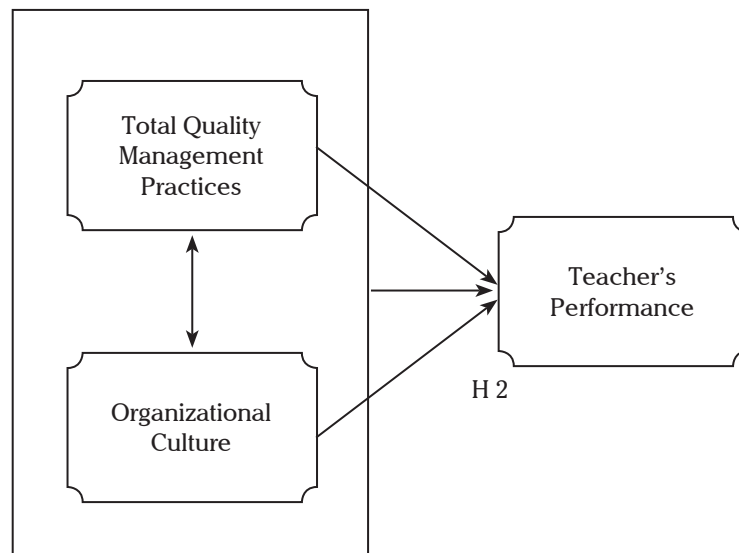 Total Quality
Management
Practices
Teacher’s
Performance
H 2
Organizational
Culture